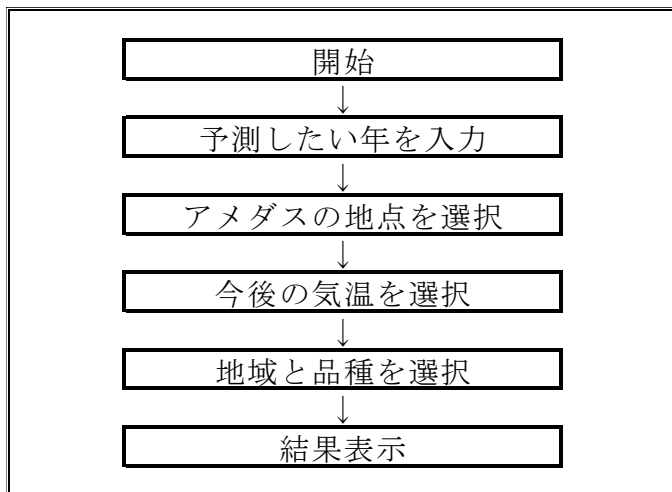 開始
↓
予測したい年を入力
↓
アメダスの地点を選択
↓
今後の気温を選択
↓
地域と品種を選択
↓
結果表示